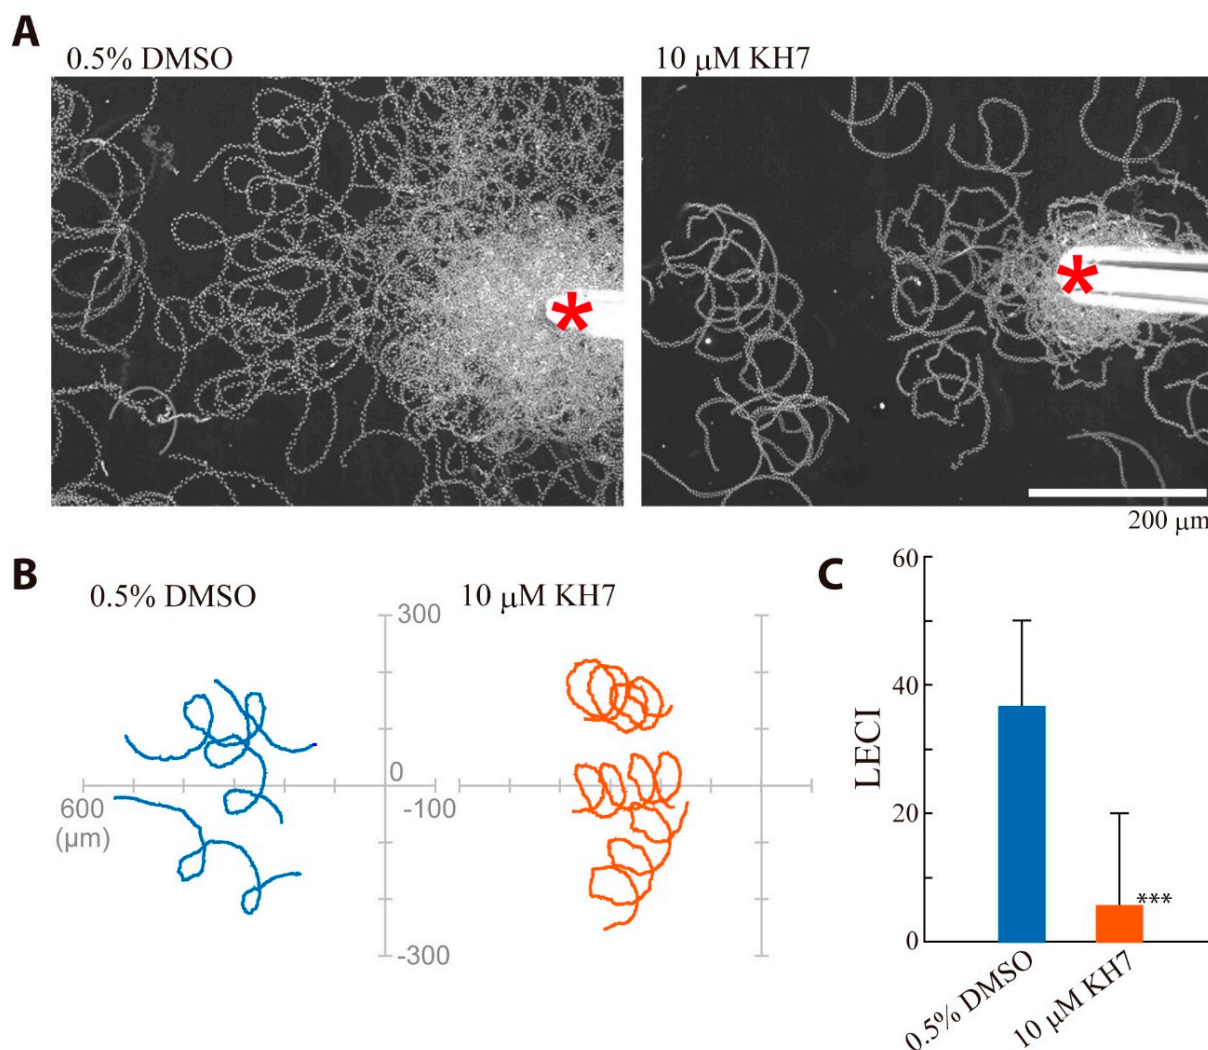 A
0.5% DMSO
10 μM KH7
*
*
200 μm
B
0.5% DMSO
10 μM KH7
300
0
600
(μm)
-100
-300
C
60
40
20
0
LECI
***
0.5% DMSO
10 μM KH7